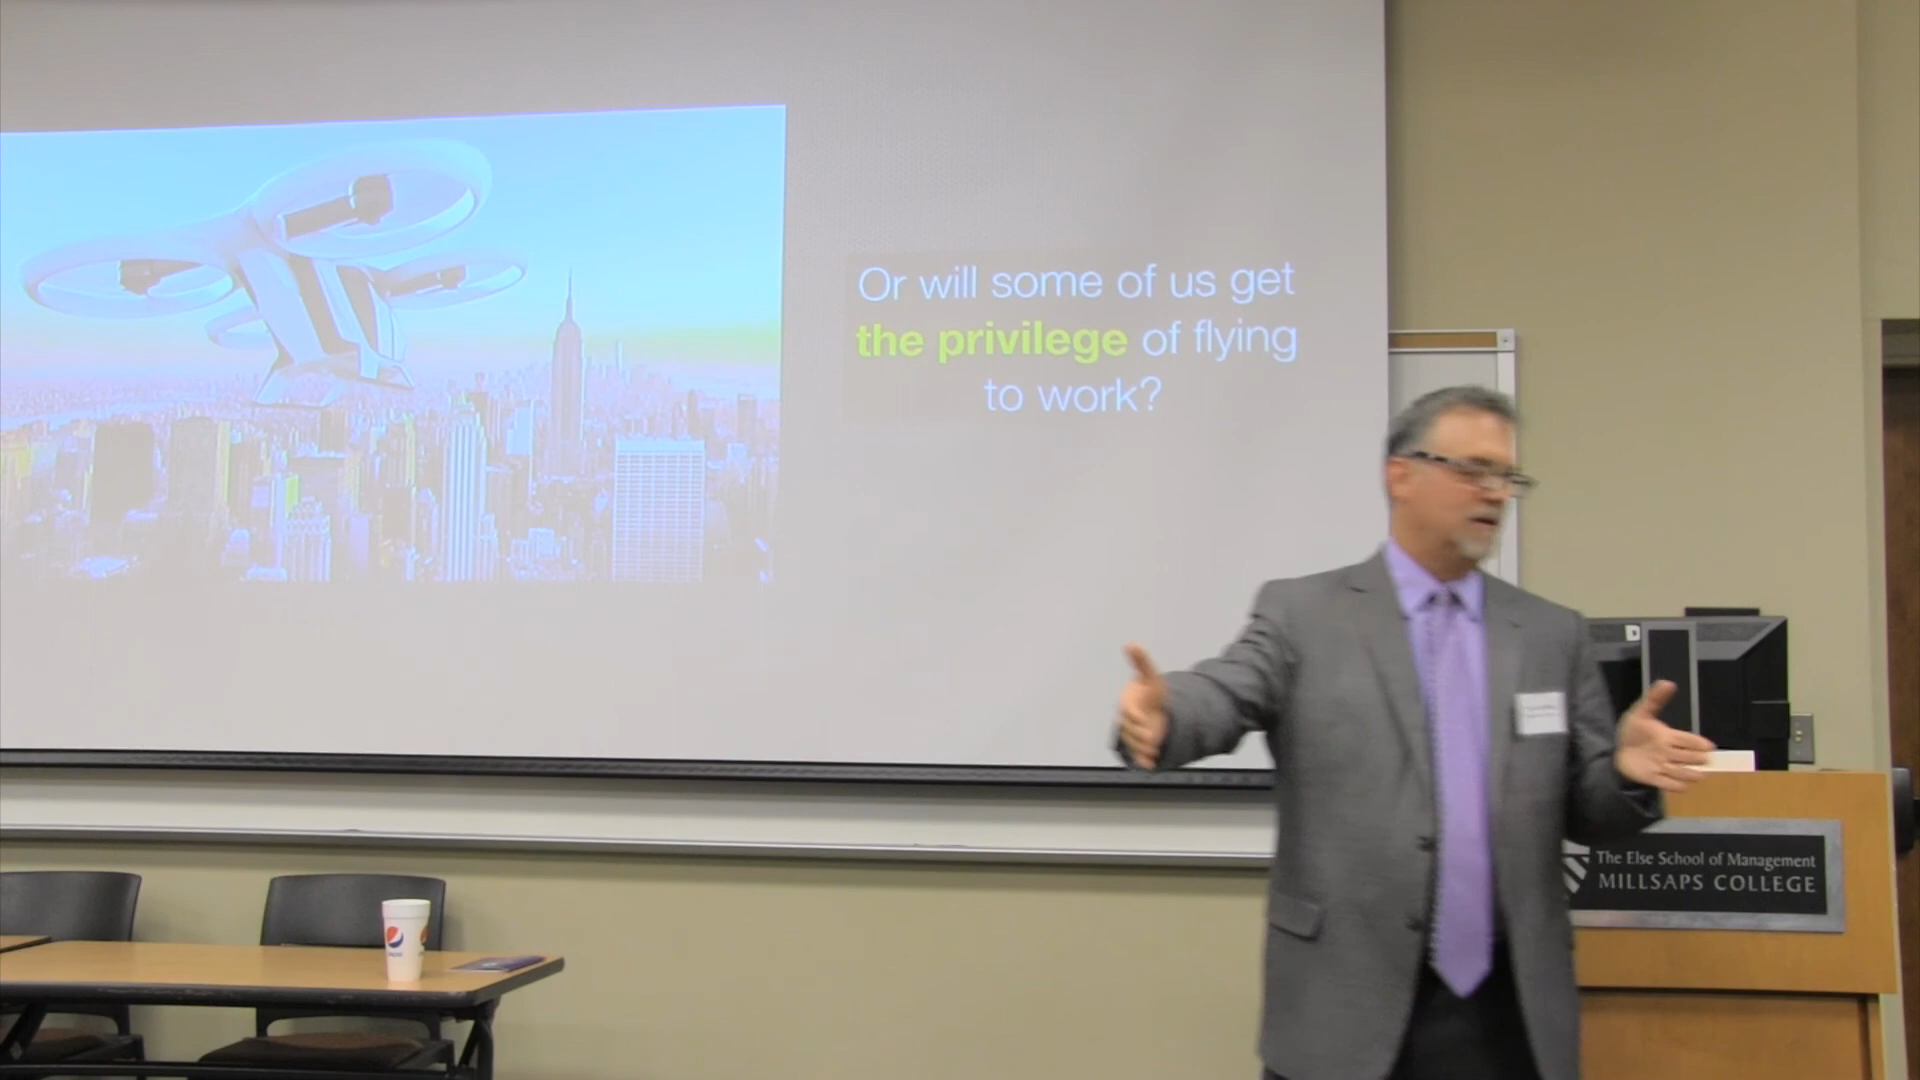 Or will some of us get
the privilege of flying
to work?
The Else School of Management
MILLSAPS COLLEGE